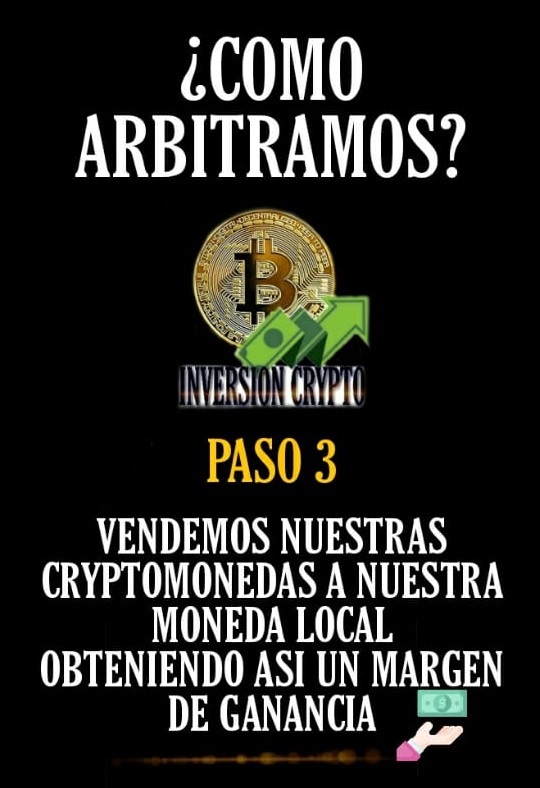 ¿COMO
ARBITRAMOS?
INVERSION CRYPTO
PASO 3
VENDEMOS NUESTRAS
CRYPTOMONEDAS A NUESTRA
MONEDA LOCAL
OBTENIENDO ASI UN MARGEN
DE GANANCIA